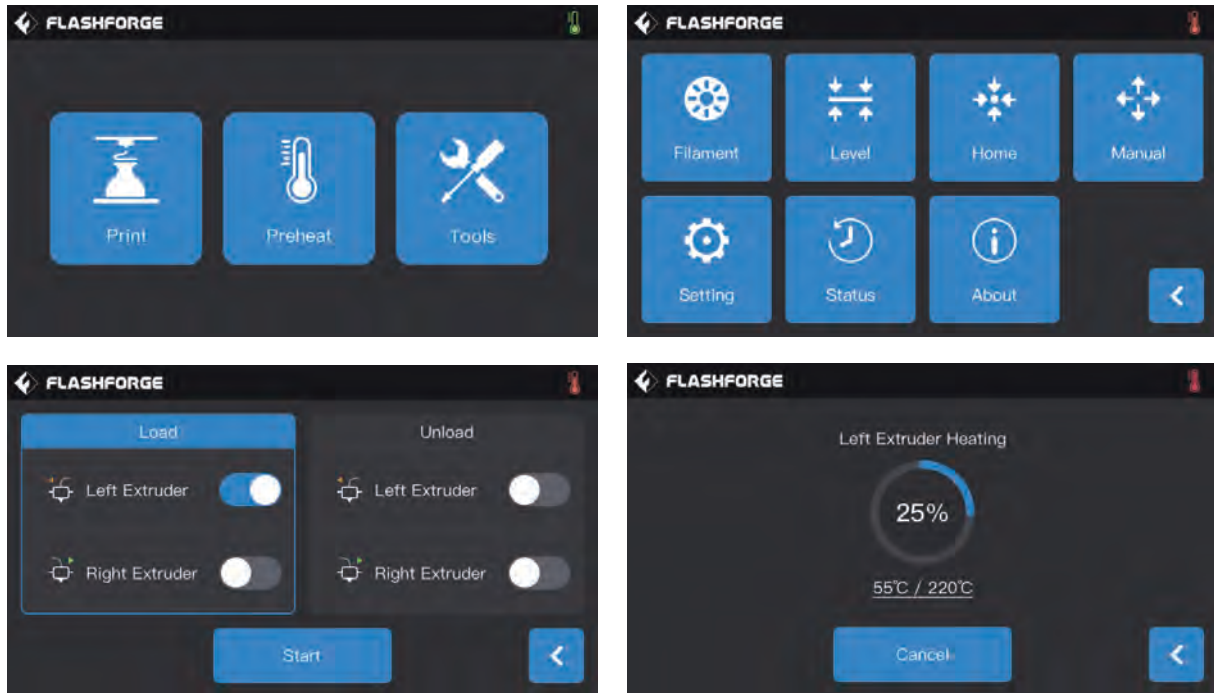 FLASHFORGE
Print Preheat Tools
FLASHFORGE
Filament Level Home Manual
Setting Status About
FLASHFORGE
Load Unload
Left Extruder Left Extruder
Right Extruder Right Extruder
Start
FLASHFORGE
Left Extruder Heating
25%
55℃ / 220℃
Cancel